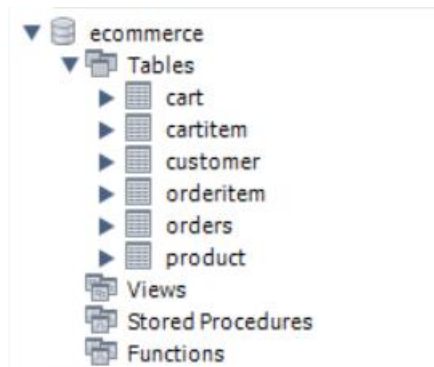 ecommerce
Tables
cart
cartitem
customer
orderitem
orders
product
Views
Stored Procedures
Functions